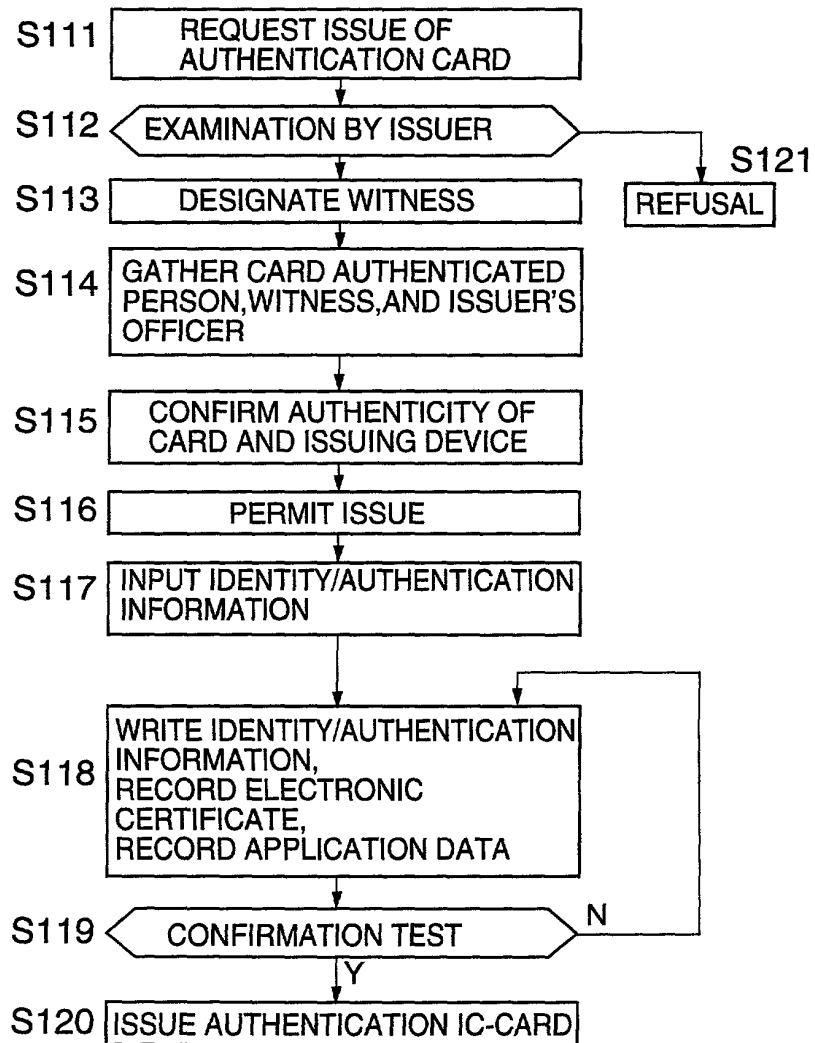 S111
REQUEST ISSUE OF
AUTHENTICATION CARD
S112
EXAMINATION BY ISSUER
S121
REFUSAL
S113
DESIGNATE WITNESS
S114
GATHER CARD AUTHENTICATED
PERSON,WITNESS,AND ISSUER'S
OFFICER
S115
CONFIRM AUTHENTICITY OF
CARD AND ISSUING DEVICE
S116
PERMIT ISSUE
S117
INPUT IDENTITY/AUTHENTICATION
INFORMATION
S118
WRITE IDENTITY/AUTHENTICATION
INFORMATION,
RECORD ELECTRONIC
CERTIFICATE,
RECORD APPLICATION DATA
S119
CONFIRMATION TEST
N
Y
S120
ISSUE AUTHENTICATION IC-CARD